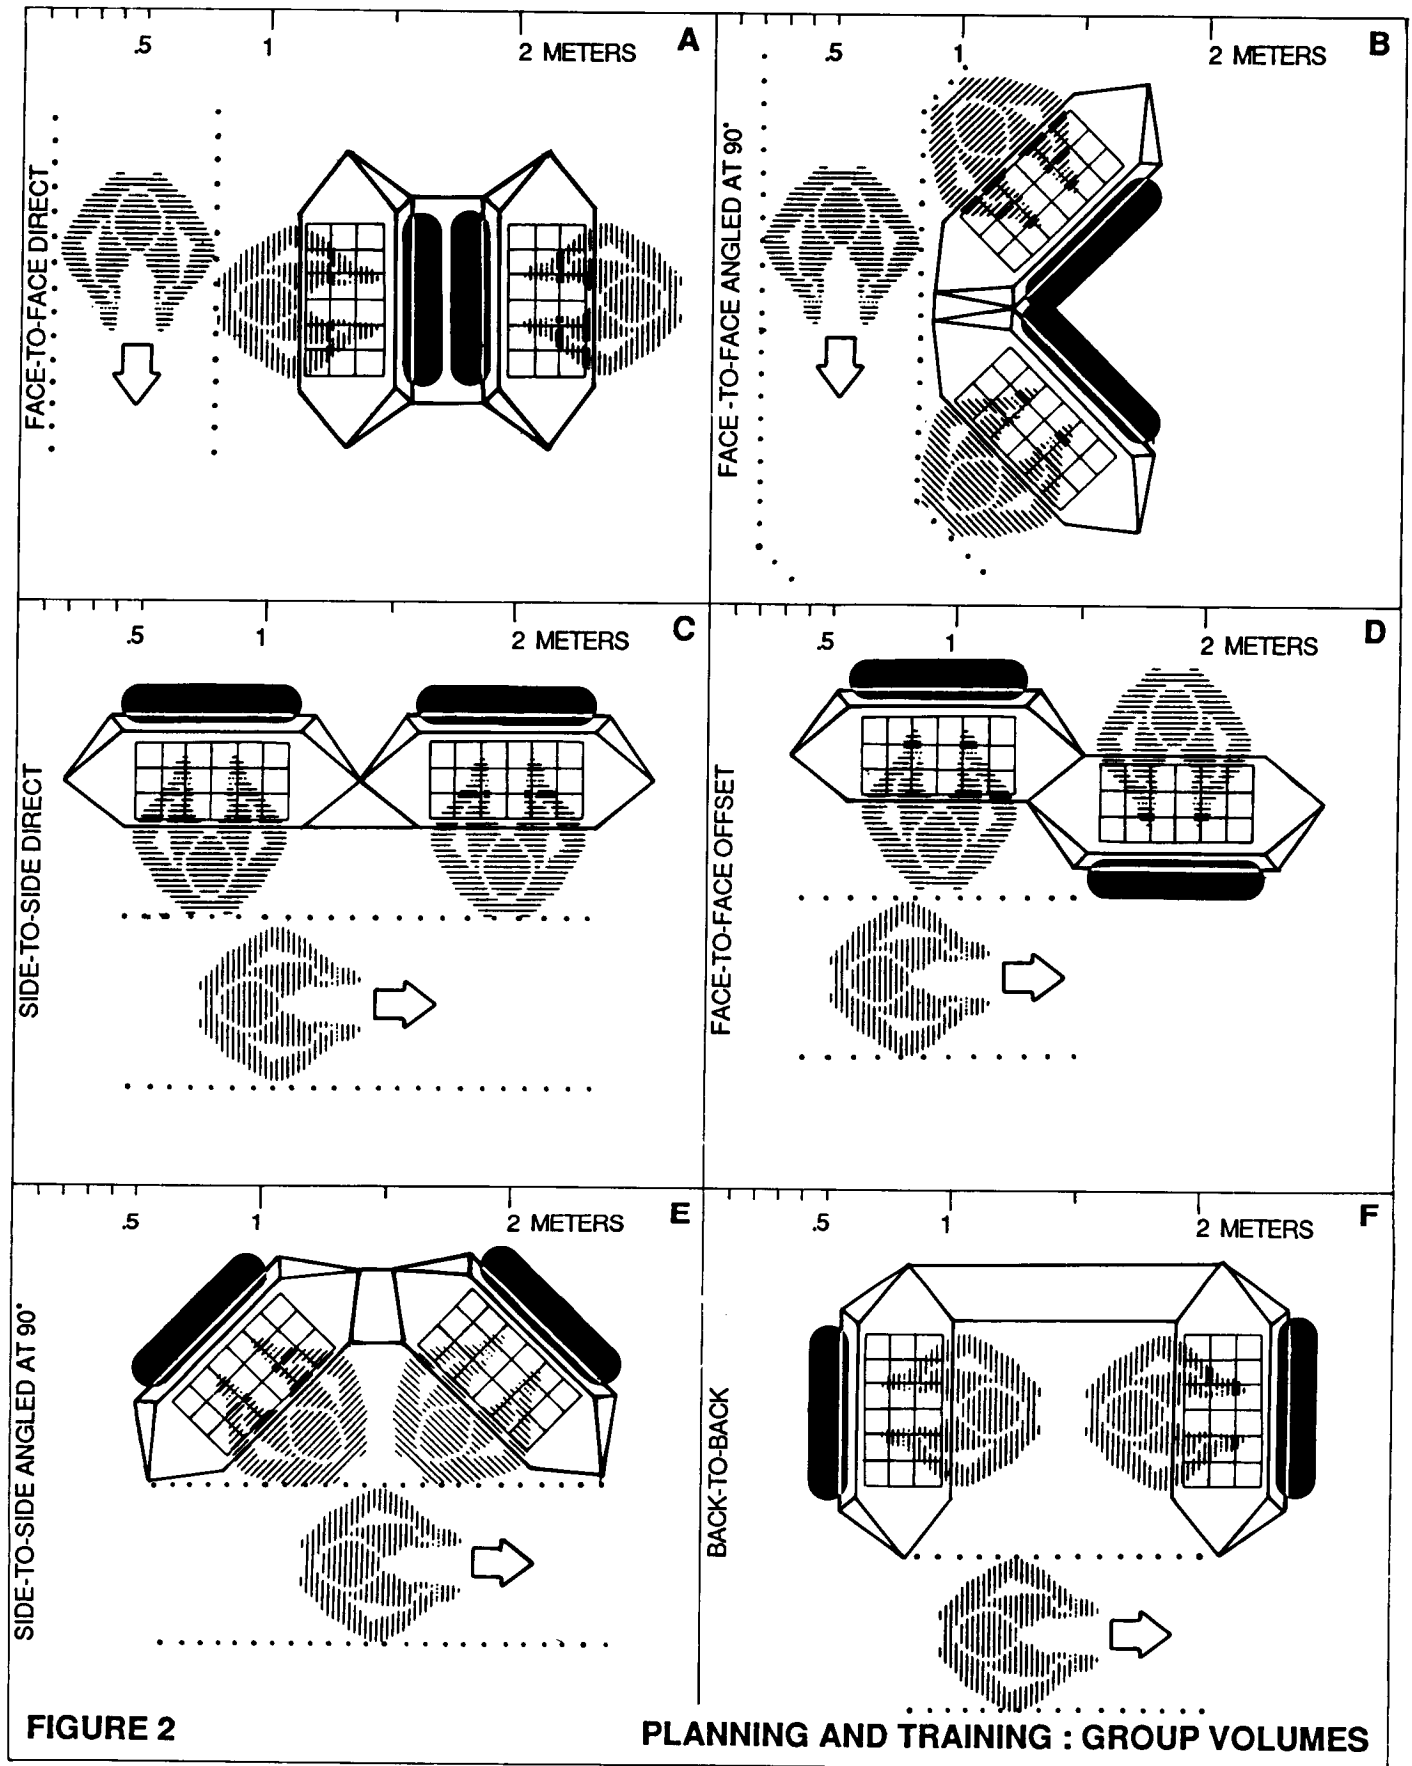 .5 1 2 METERS A
FACE-TO-FACE DIRECT
.5 1 2 METERS B
FACE -TO-FACE ANGLED AT 90°
.5 1 2 METERS C
SIDE-TO-SIDE DIRECT
.5 1 2 METERS D
FACE-TO-FACE OFFSET
.5 1 2 METERS E
SIDE-TO-SIDE ANGLED AT 90°
.5 1 2 METERS F
BACK-TO-BACK
FIGURE 2
PLANNING AND TRAINING : GROUP VOLUMES